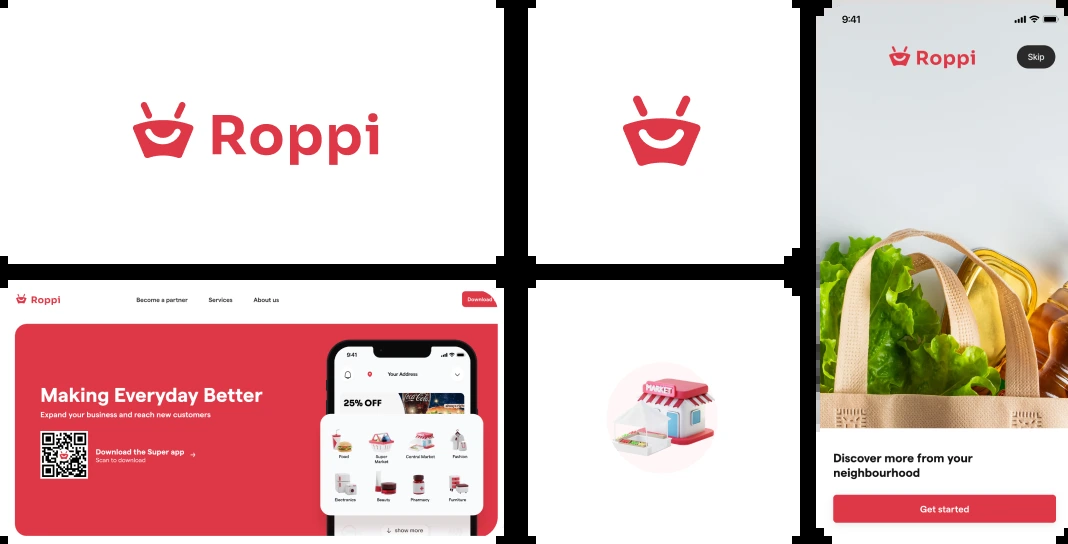 Roppi
Roppi
Become a partner
Services
About us
Download
Making Everyday Better
Expand your business and reach new customers
Download the Super app
Scan to download
9:41
Your Address
25% OFF
Coca-Cola
Food
Super
Market
Central Market
Fashion
Electronics
Beauty
Pharmacy
Furniture
show more
MARKET
9:41
Roppi
Skip
Discover more from your
neighbourhood
Get started